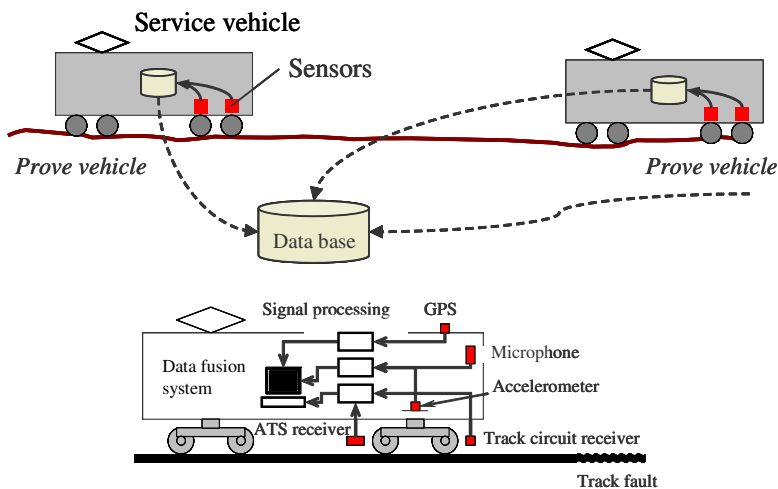 Service vehicle
Sensors
Prove vehicle
Prove vehicle
Data base
Signal processing
GPS
Data fusion
system
Microphone
Accelerometer
ATS receiver
Track circuit receiver
Track fault